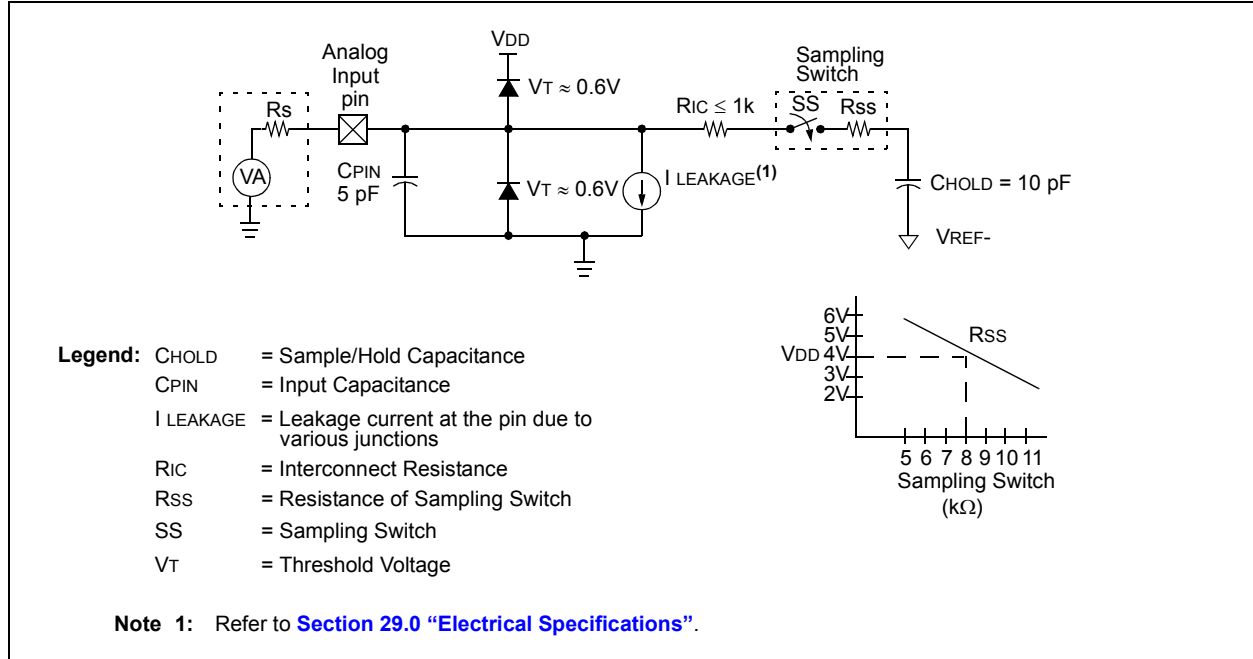 VDD
Analog
Input
pin
Sampling
Switch
VT ≈ 0.6V
Rs
RIC ≤ 1k
SS
Rss
VA
CPIN
5 pF
VT ≈ 0.6V
I LEAKAGE(1)
CHOLD = 10 pF
VREF-
6V
5V
VDD 4V
3V
2V
RSS
5 6 7 8 9 10 11
Sampling Switch
(kΩ)
Legend: CHOLD = Sample/Hold Capacitance
CPIN = Input Capacitance
I LEAKAGE = Leakage current at the pin due to
various junctions
RIC = Interconnect Resistance
RSS = Resistance of Sampling Switch
SS = Sampling Switch
VT = Threshold Voltage
Note 1: Refer to Section 29.0 “Electrical Specifications”.